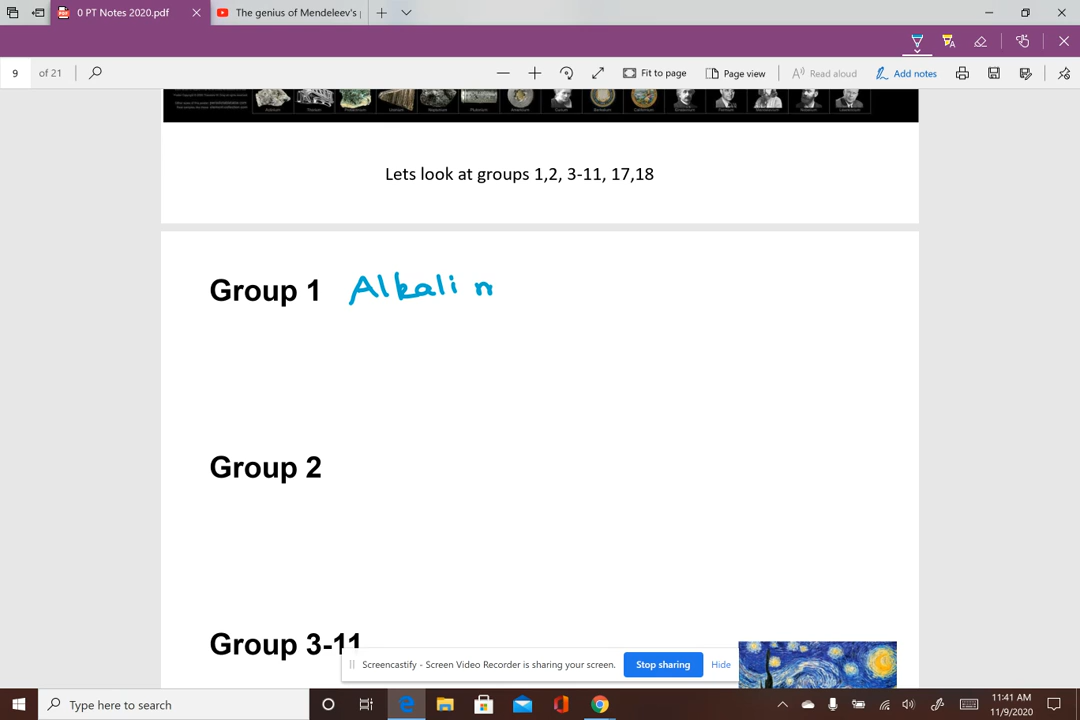 0 PT Notes 2020.pdf
The genius of Mendeleev's
9 of 21
Fit to page
Page view
Read aloud
Add notes
Lets look at groups 1,2, 3-11, 17,18
Group 1 Alkali m
Group 2
Group 3-11
Screencastify - Screen Video Recorder is sharing your screen. Stop sharing Hide
Type here to search
11:41 AM
11/9/2020